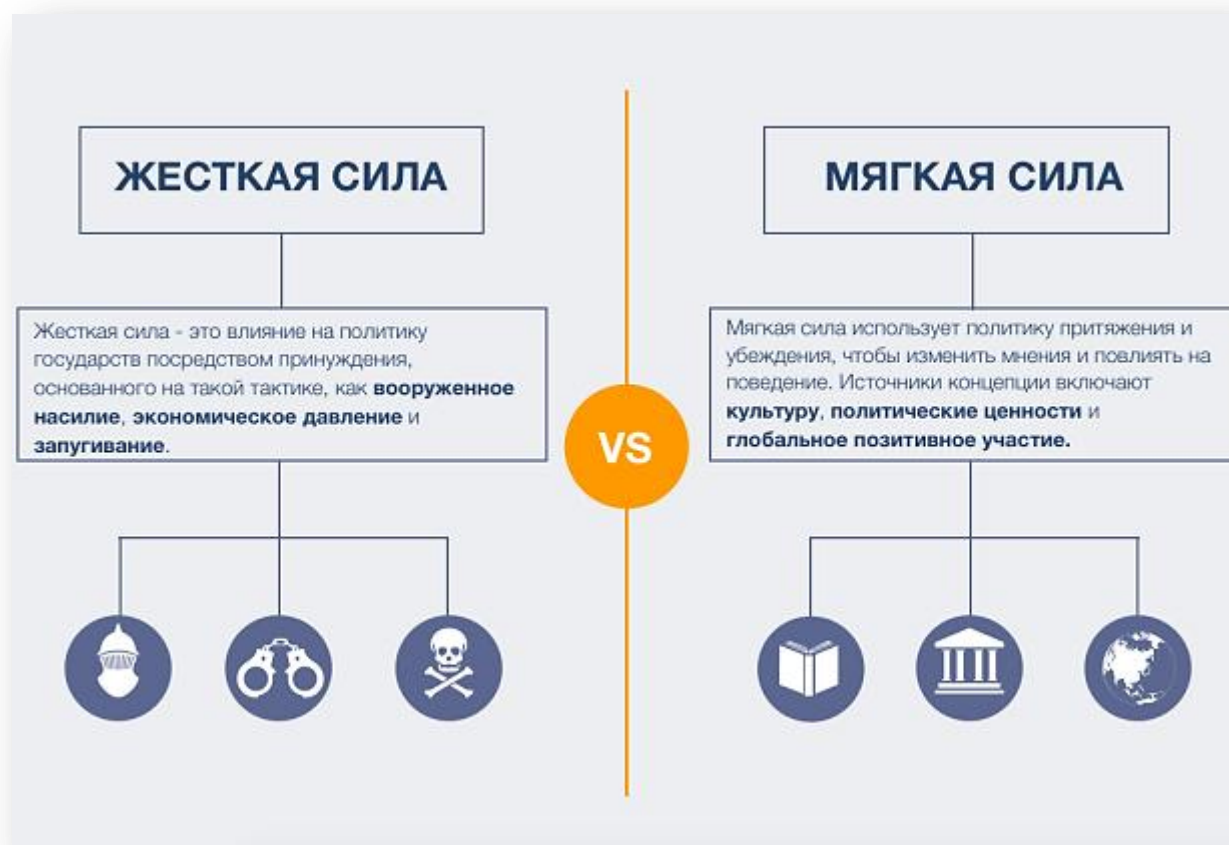 ЖЕСТКАЯ СИЛА
Жесткая сила - это влияние на политику
государств посредством принуждения,
основанного на такой тактике, как вооруженное
насилие, экономическое давление и
запугивание.
VS
МЯГКАЯ СИЛА
Мягкая сила использует политику притяжения и
убеждения, чтобы изменить мнения и повлиять на
поведение. Источники концепции включают
культуру, политические ценности и
глобальное позитивное участие.